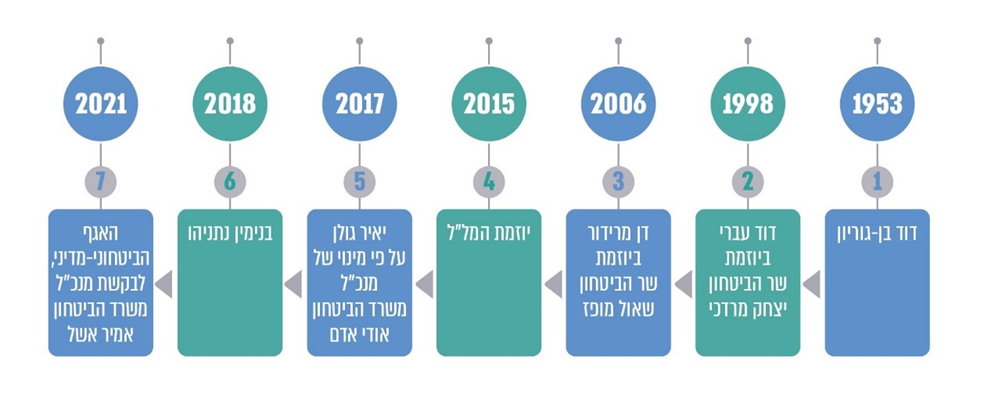 1953
1
דוד בן-גוריון
1998
2
דוד עברי
ביוזמת
שר הביטחון
יצחק מרדכי
2006
3
דן מרידור
ביוזמת
שר הביטחון
שאול מופז
2015
4
יוזמת המל"ל
2017
5
יאיר גולן
על פי מינוי של
מנכ"ל
משרד הביטחון
אודי אדם
2018
6
בנימין נתניהו
2021
7
האגף
הביטחוני-מדיני,
לבקשת מנכ"ל
משרד הביטחון
אמיר אשל